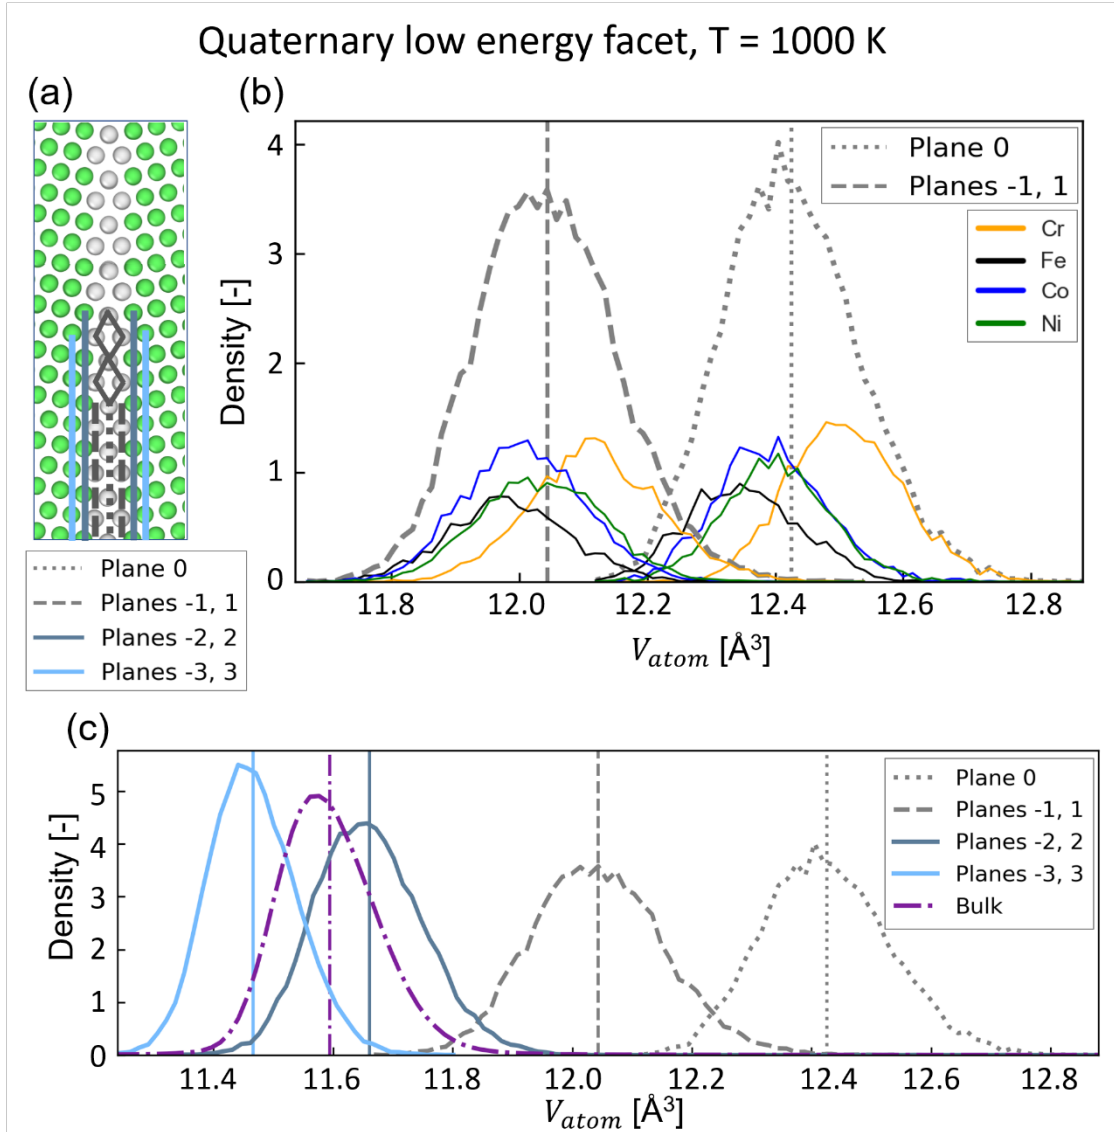 Quaternary low energy facet, T = 1000 K
(a)
(b)
Plane 0
Planes -1, 1
Planes -2, 2
Planes -3, 3
Density [-]
4
3
2
1
0
11.8 12.0 12.2 12.4 12.6 12.8
V_atom [Å³]
Plane 0
Planes -1, 1
Cr
Fe
Co
Ni
(c)
Density [-]
5
4
3
2
1
0
11.4 11.6 11.8 12.0 12.2 12.4 12.6 12.8
V_atom [Å³]
Plane 0
Planes -1, 1
Planes -2, 2
Planes -3, 3
Bulk